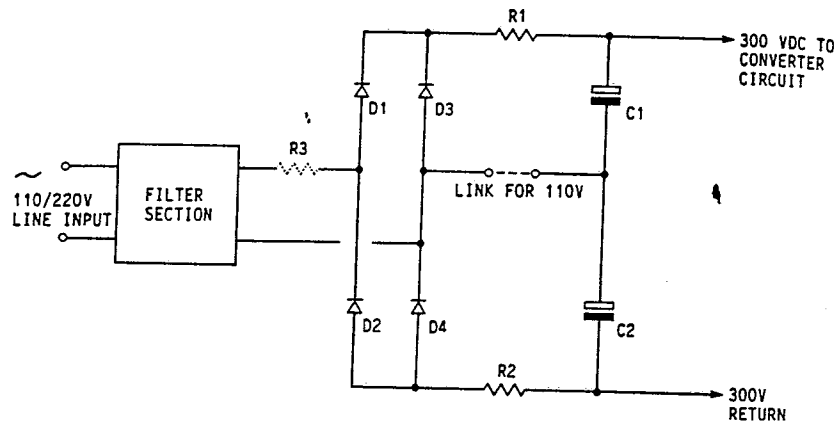 R1
300 VDC TO
CONVERTER
CIRCUIT
D1
D3
C1
R3
110/220V
LINE INPUT
FILTER
SECTION
LINK FOR 110V
D2
D4
C2
R2
300V
RETURN